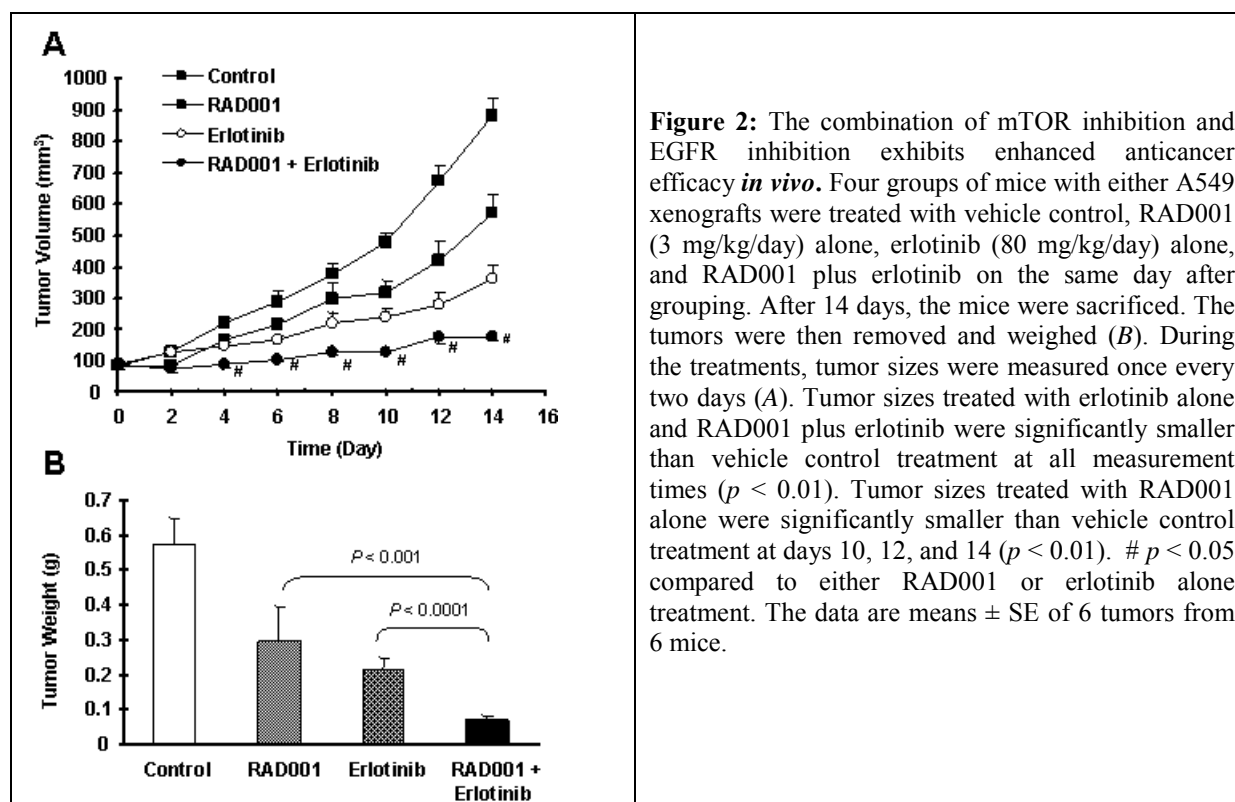 A
Control
RAD001
Erlotinib
RAD001 + Erlotinib
1000
900
800
700
600
500
400
300
200
100
0
Tumor Volume (mm³)
# # # # # #
0 2 4 6 8 10 12 14 16
Time (Day)
B
0.7
0.6
0.5
0.4
0.3
0.2
0.1
0
Tumor Weight (g)
P < 0.001
P < 0.0001
Control RAD001 Erlotinib RAD001 +
Erlotinib
Figure 2: The combination of mTOR inhibition and
EGFR inhibition exhibits enhanced anticancer
efficacy in vivo. Four groups of mice with either A549
xenografts were treated with vehicle control, RAD001
(3 mg/kg/day) alone, erlotinib (80 mg/kg/day) alone,
and RAD001 plus erlotinib on the same day after
grouping. After 14 days, the mice were sacrificed. The
tumors were then removed and weighed (B). During
the treatments, tumor sizes were measured once every
two days (A). Tumor sizes treated with erlotinib alone
and RAD001 plus erlotinib were significantly smaller
than vehicle control treatment at all measurement
times (p < 0.01). Tumor sizes treated with RAD001
alone were significantly smaller than vehicle control
treatment at days 10, 12, and 14 (p < 0.01). # p < 0.05
compared to either RAD001 or erlotinib alone
treatment. The data are means ± SE of 6 tumors from
6 mice.